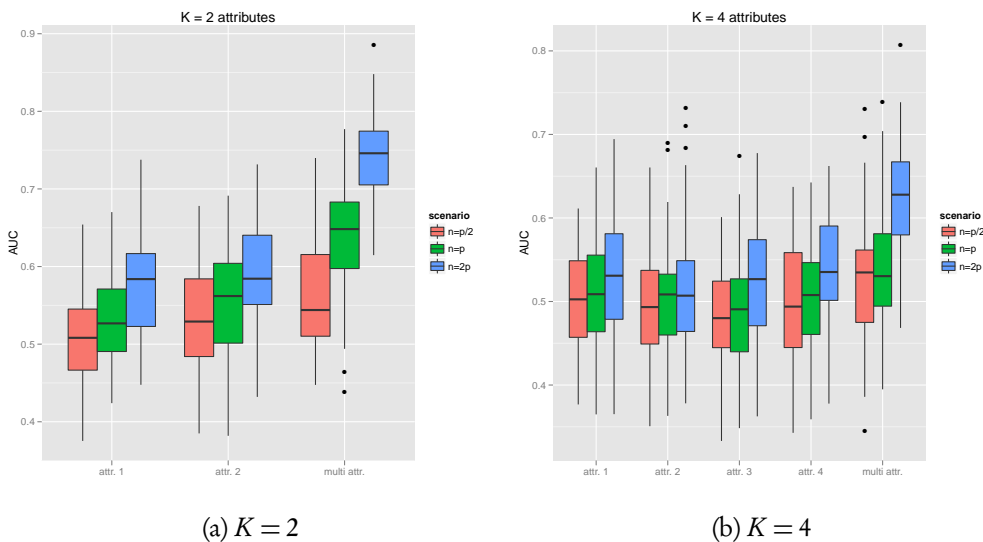 K = 2 attributes
AUC
0.9
0.8
0.7
0.6
0.5
0.4
attr. 1
attr. 2
multi attr.
scenario
n=p/2
n=p
n=2p
(a) K = 2
K = 4 attributes
AUC
0.8
0.7
0.6
0.5
0.4
attr. 1
attr. 2
attr. 3
attr. 4
multi attr.
scenario
n=p/2
n=p
n=2p
(b) K = 4